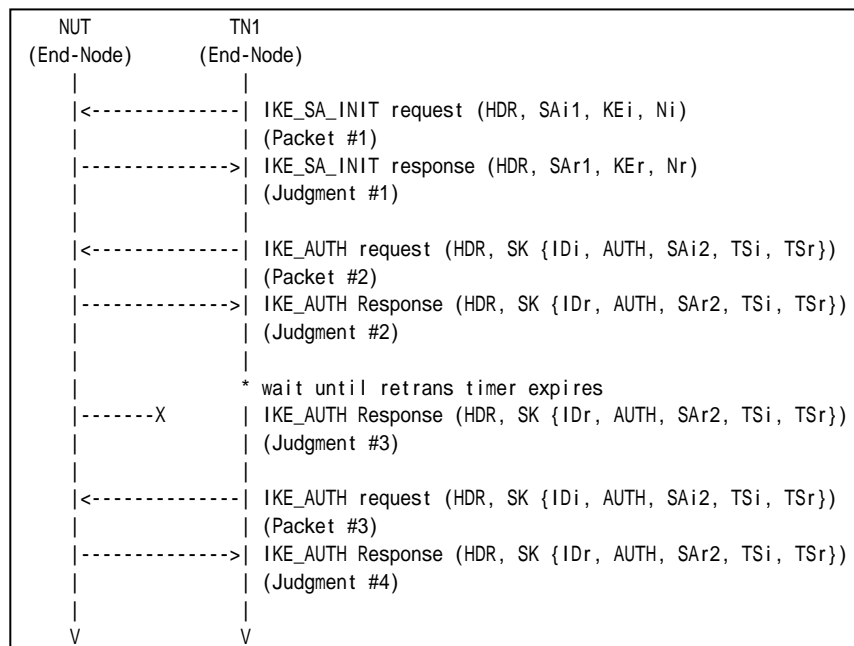 NUT TN1
(End-Node) (End-Node)
| |
|<--------------| IKE_SA_INIT request (HDR, SAi1, KEi, Ni)
| | (Packet #1)
|-------------->| IKE_SA_INIT response (HDR, SAr1, KEr, Nr)
| | (Judgment #1)
| |
|<--------------| IKE_AUTH request (HDR, SK {IDi, AUTH, SAi2, TSi, TSr})
| | (Packet #2)
|-------------->| IKE_AUTH Response (HDR, SK {IDr, AUTH, SAr2, TSi, TSr})
| | (Judgment #2)
| |
| * wait until retrans timer expires
|-------X | IKE_AUTH Response (HDR, SK {IDr, AUTH, SAr2, TSi, TSr})
| | (Judgment #3)
| |
|<--------------| IKE_AUTH request (HDR, SK {IDi, AUTH, SAi2, TSi, TSr})
| | (Packet #3)
|-------------->| IKE_AUTH Response (HDR, SK {IDr, AUTH, SAr2, TSi, TSr})
| | (Judgment #4)
| |
V V